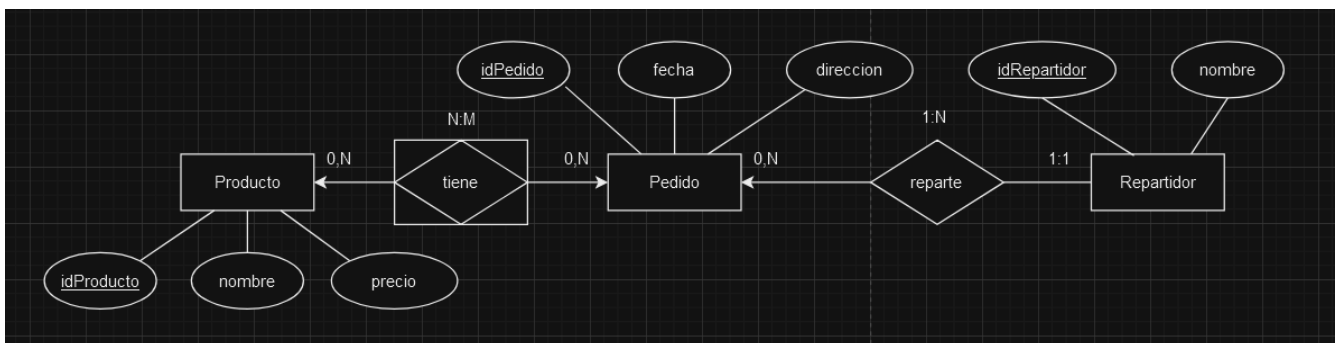 idPedido
fecha
direccion
idRepartidor
nombre
N:M
1:N
0,N
0,N
0,N
1:1
Producto
tiene
Pedido
reparte
Repartidor
idProducto
nombre
precio